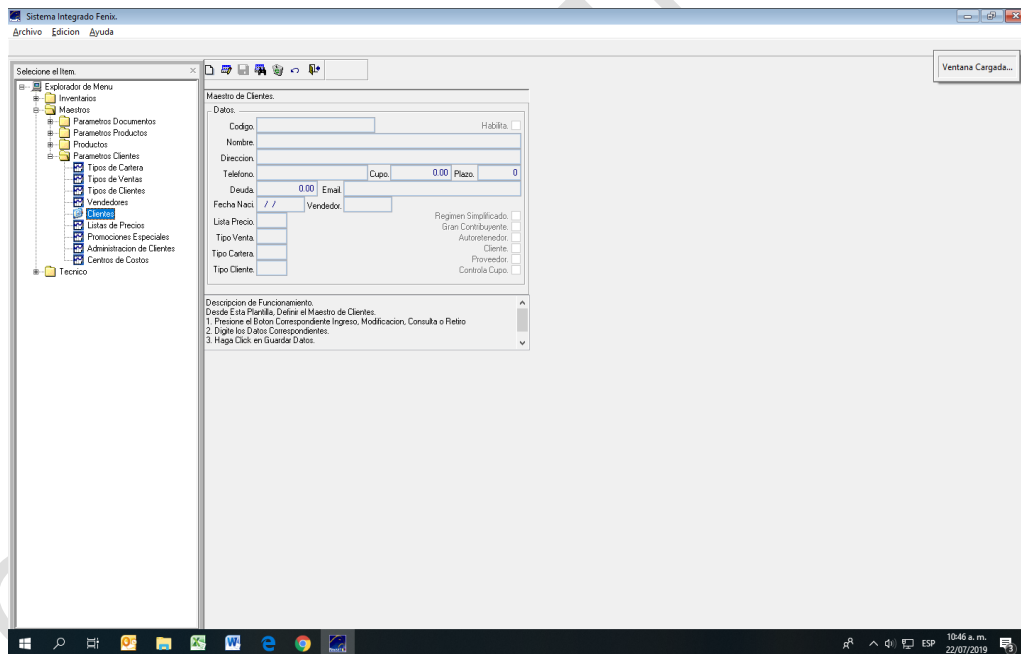 Sistema Integrado Fenix.
Archivo Edicion Ayuda
Ventana Cargada...
Selecione el Item.
Explorador de Menu
Inventarios
Maestros
Parametros Documentos
Parametros Productos
Productos
Parametros Clientes
Tipos de Cartera
Tipos de Ventas
Tipos de Clientes
Vendedores
Clientes
Listas de Precios
Promociones Especiales
Administracion de Clientes
Centros de Costos
Tecnico
Maestro de Clientes.
Datos.
Codigo. Habilita.
Nombre.
Direccion.
Telefono. Cupo. 0.00 Plazo. 0
Deuda. 0.00 Email.
Fecha Naci. / / Vendedor.
Lista Precio.
Tipo Venta.
Tipo Cartera.
Tipo Cliente.
Regimen Simplificado.
Gran Contribuyente.
Autoretenedor.
Cliente.
Proveedor.
Controla Cupo.
Descripcion de Funcionamiento.
Desde Esta Plantilla, Definir el Maestro de Clientes.
1. Presione el Boton Correspondiente Ingreso, Modificacion, Consulta o Retiro
2. Digite los Datos Correspondientes.
3. Haga Click en Guardar Datos.
ESP
10:46 a. m.
22/07/2019
3